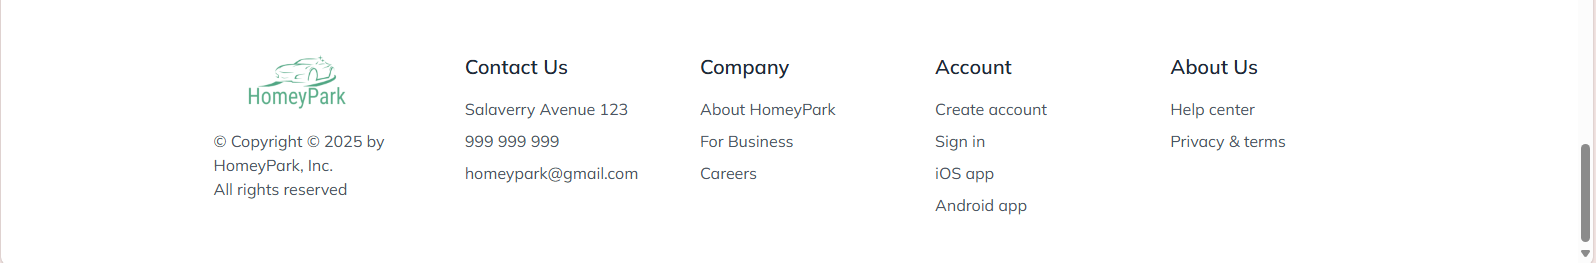 HomeyPark
© Copyright © 2025 by
HomeyPark, Inc.
All rights reserved
Contact Us
Salaverry Avenue 123
999 999 999
homeypark@gmail.com
Company
About HomeyPark
For Business
Careers
Account
Create account
Sign in
iOS app
Android app
About Us
Help center
Privacy & terms